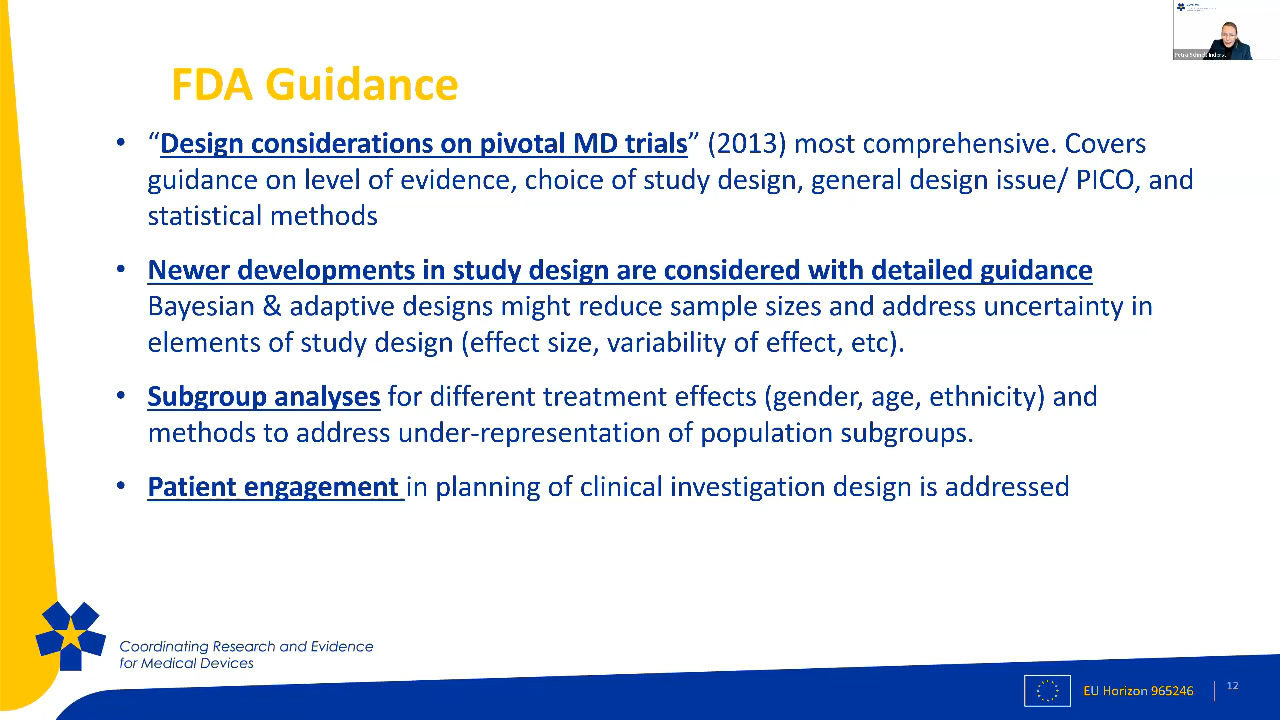 FDA Guidance
• “Design considerations on pivotal MD trials” (2013) most comprehensive. Covers
guidance on level of evidence, choice of study design, general design issue/ PICO, and
statistical methods
• Newer developments in study design are considered with detailed guidance
Bayesian & adaptive designs might reduce sample sizes and address uncertainty in
elements of study design (effect size, variability of effect, etc).
• Subgroup analyses for different treatment effects (gender, age, ethnicity) and
methods to address under-representation of population subgroups.
• Patient engagement in planning of clinical investigation design is addressed
Coordinating Research and Evidence
for Medical Devices
EU Horizon 965246
12